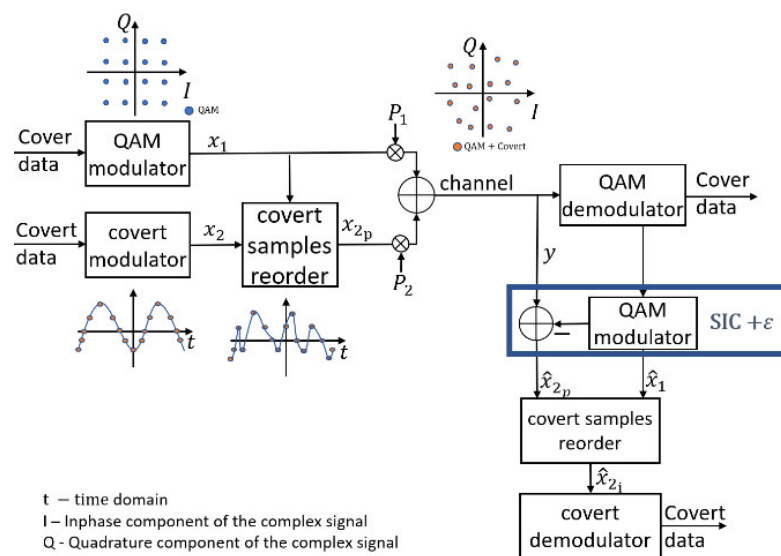 Q
I
QAM
Q
I
QAM + Covert
Cover
data
QAM
modulator
x₁
P₁
channel
QAM
demodulator
Cover
data
Covert
data
covert
modulator
x₂
covert
samples
reorder
x₂ₚ
P₂
y
t
t
−
QAM
modulator
SIC +ε
x̂₂ₚ
x̂₁
covert samples
reorder
x̂₂ᵢ
covert
demodulator
Covert
data
t – time domain
I – Inphase component of the complex signal
Q - Quadrature component of the complex signal